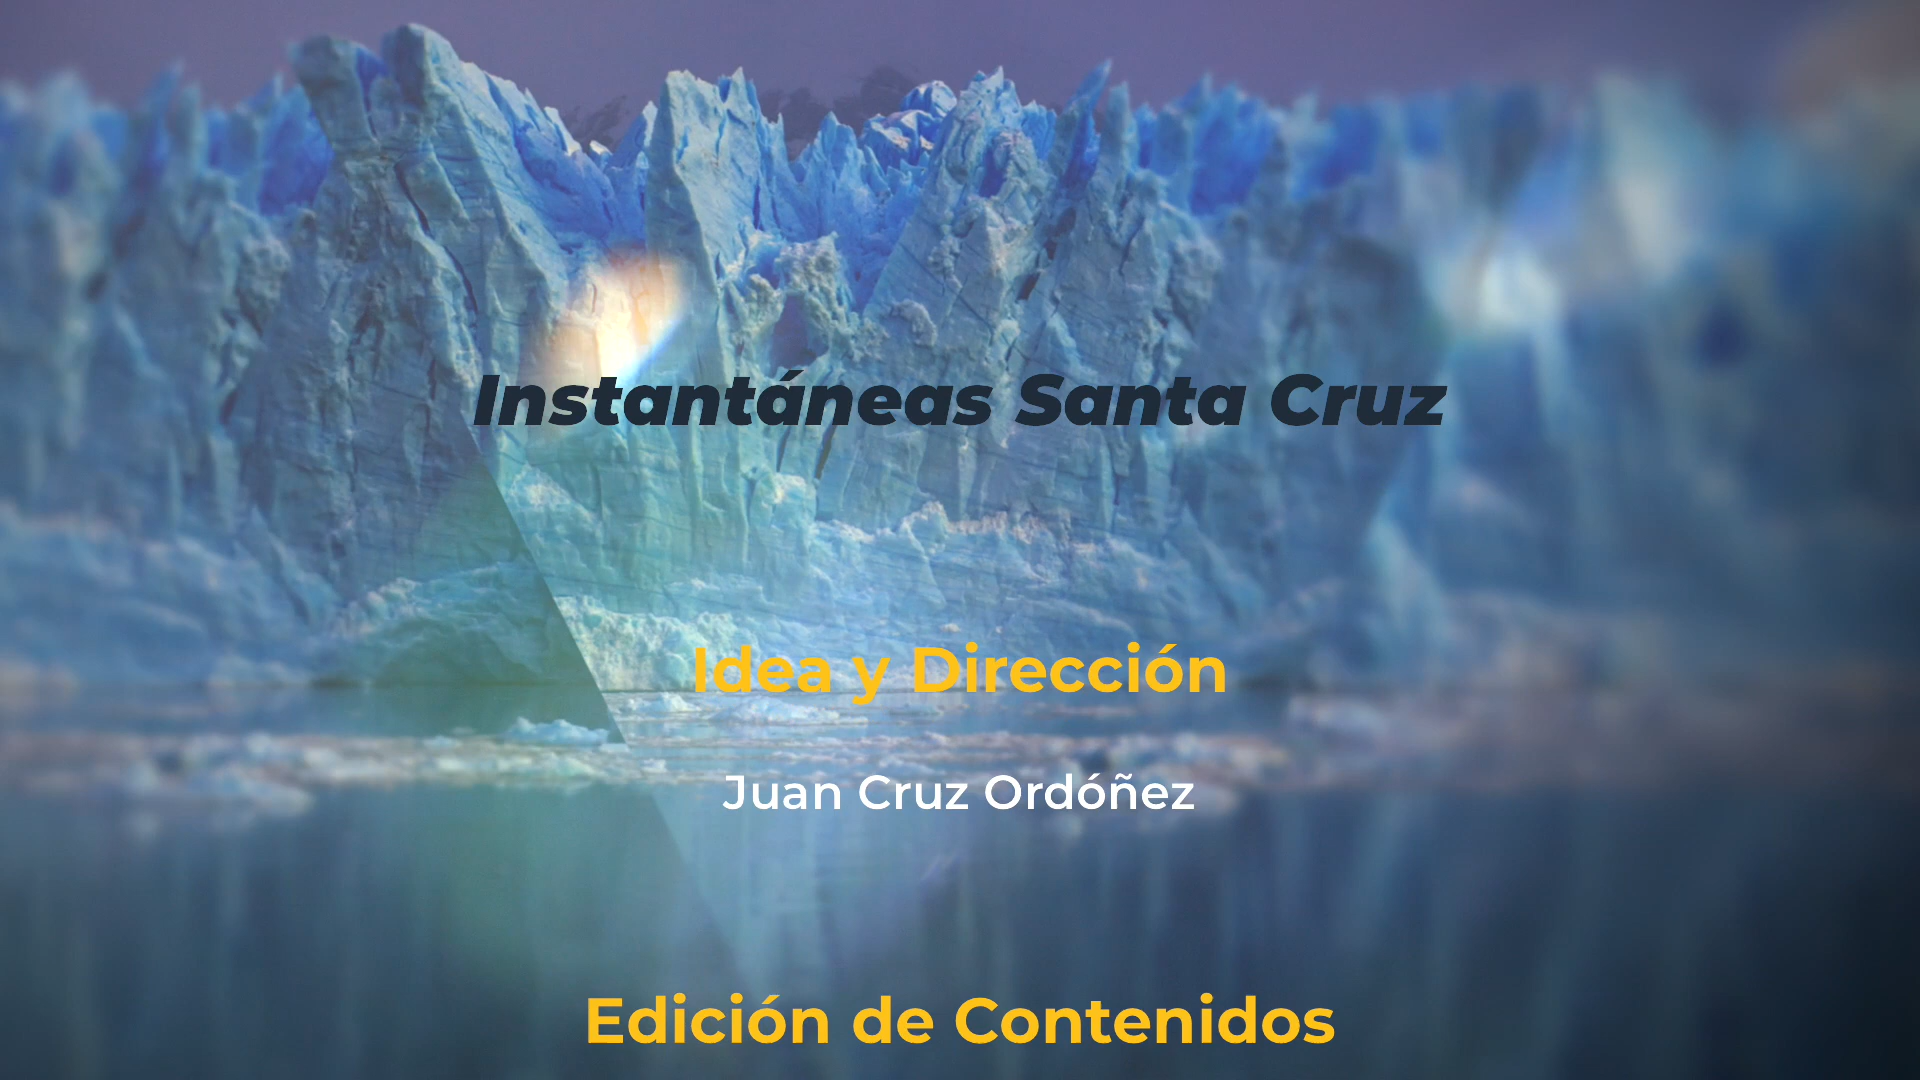 Instantáneas Santa Cruz
Idea y Dirección
Juan Cruz Ordóñez
Edición de Contenidos